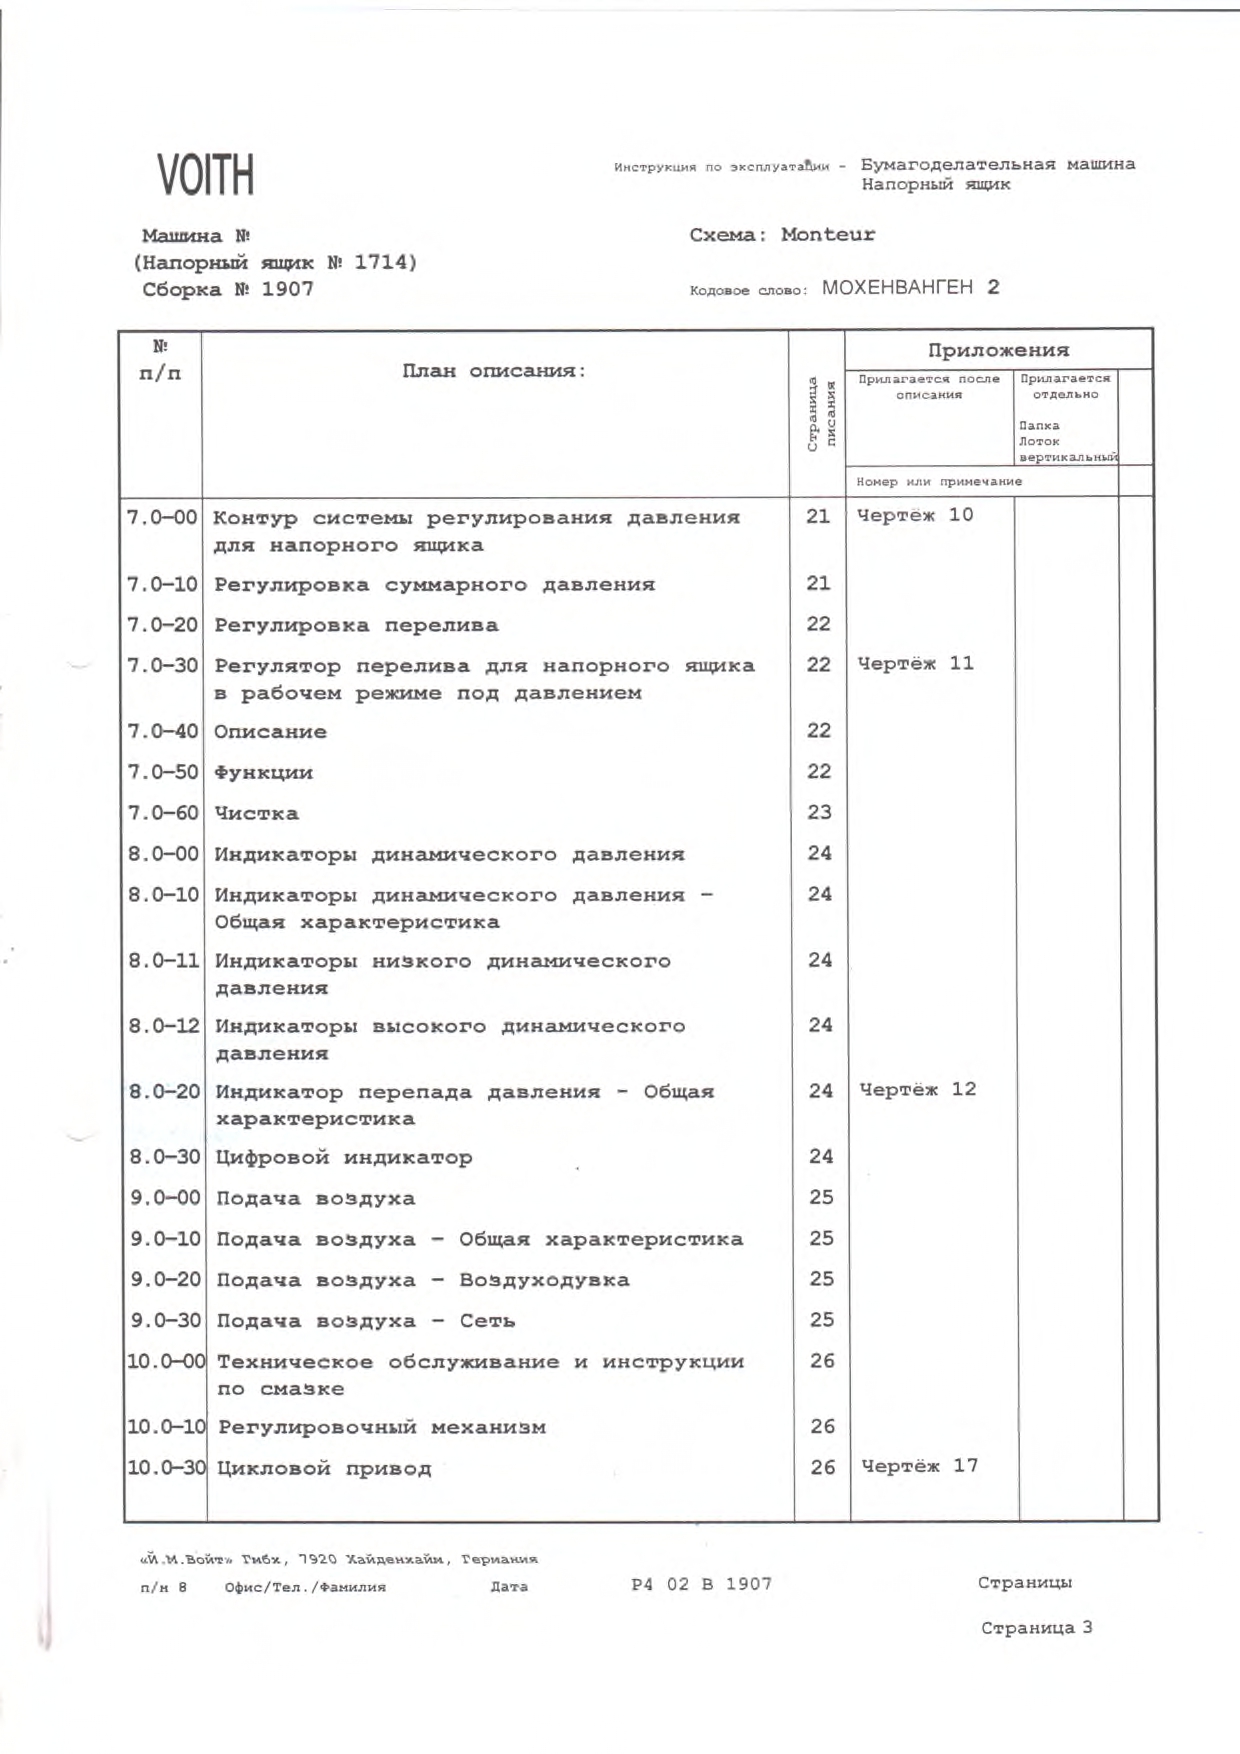 VOITH
Инструкция по эксплуатации - Бумагоделательная машина
Напорный ящик
Машина №
Схема: Monteur
(Напорный ящик № 1714)
Сборка № 1907
Кодовое слово: МОХЕНВАНГЕН 2
№ п/п
План описания:
Страница писания
Приложения
Прилагается после описания
Прилагается отдельно
Папка
Лоток
вертикальный
Номер или примечание
7.0-00 Контур системы регулирования давления 21 Чертёж 10
для напорного ящика
7.0-10 Регулировка суммарного давления 21
7.0-20 Регулировка перелива 22
7.0-30 Регулятор перелива для напорного ящика 22 Чертёж 11
в рабочем режиме под давлением
7.0-40 Описание 22
7.0-50 Функции 22
7.0-60 Чистка 23
8.0-00 Индикаторы динамического давления 24
8.0-10 Индикаторы динамического давления - 24
Общая характеристика
8.0-11 Индикаторы низкого динамического 24
давления
8.0-12 Индикаторы высокого динамического 24
давления
8.0-20 Индикатор перепада давления - Общая 24 Чертёж 12
характеристика
8.0-30 Цифровой индикатор 24
9.0-00 Подача воздуха 25
9.0-10 Подача воздуха - Общая характеристика 25
9.0-20 Подача воздуха - Воздуходувка 25
9.0-30 Подача воздуха - Сеть 25
10.0-00 Техническое обслуживание и инструкции 26
по смазке
10.0-10 Регулировочный механизм 26
10.0-30 Цикловой привод 26 Чертёж 17
«Й.М.Войт» Гмбх, 7920 Хайденхайм, Германия
п/н 8 Офис/Тел./Фамилия Дата P4 02 B 1907 Страницы
Страница 3